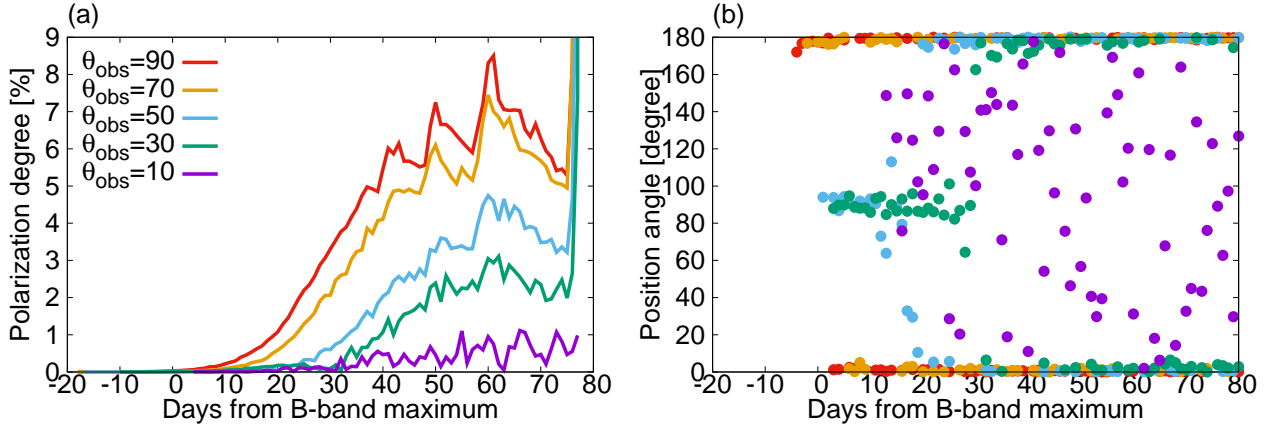 (a)
Polarization degree [%]
9
8
7
6
5
4
3
2
1
0
θobs=90
θobs=70
θobs=50
θobs=30
θobs=10
-20 -10 0 10 20 30 40 50 60 70 80
Days from B-band maximum
(b)
Position angle [degree]
180
160
140
120
100
80
60
40
20
0
-20 -10 0 10 20 30 40 50 60 70 80
Days from B-band maximum